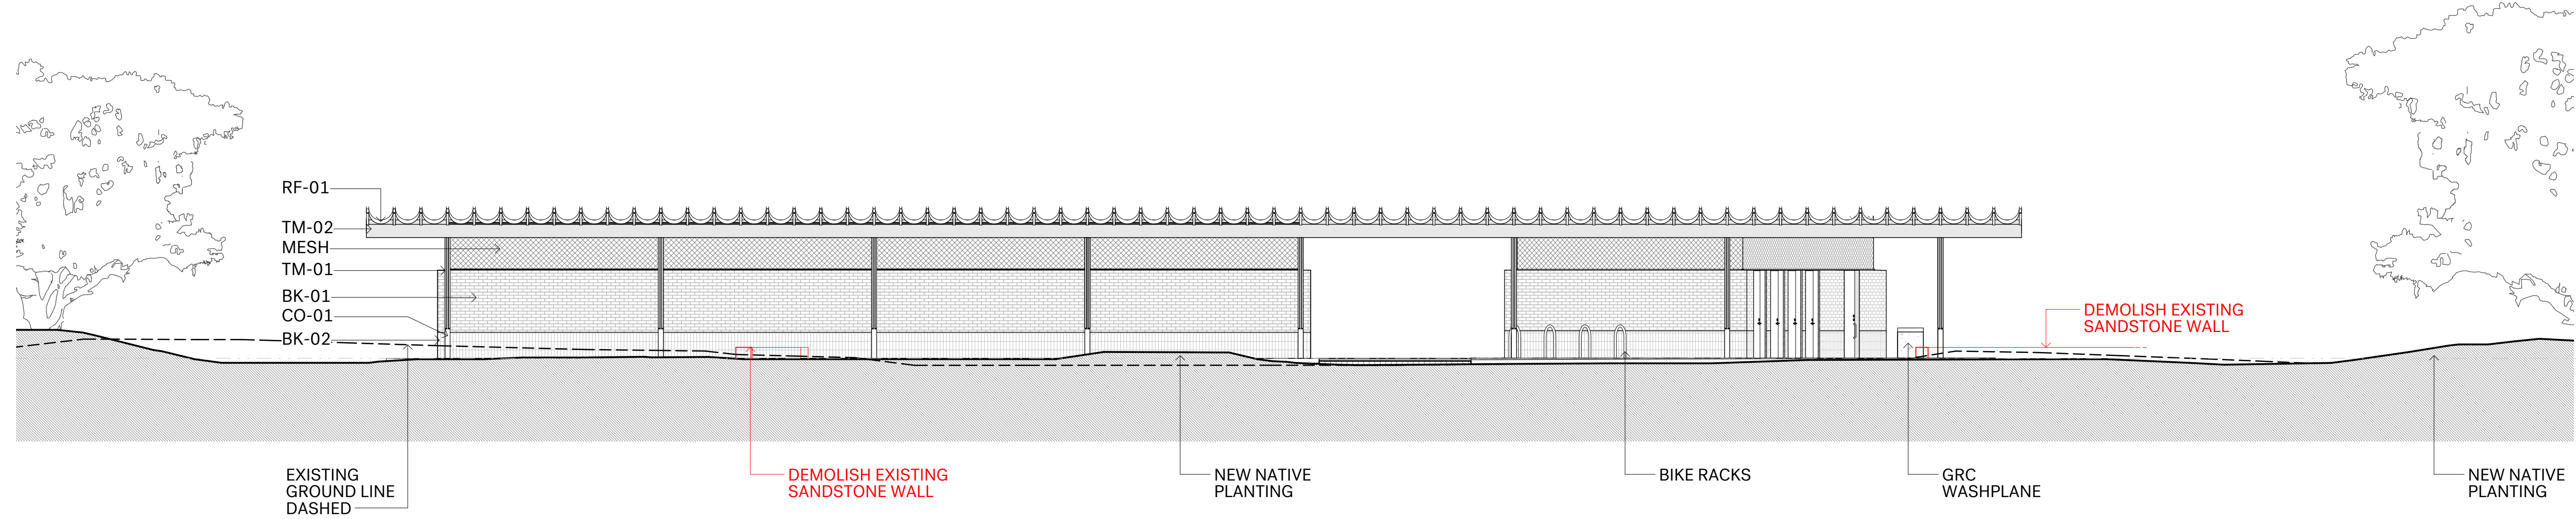 RF-01
TM-02
MESH
TM-01
BK-01
CO-01
BK-02
DEMOLISH EXISTING
SANDSTONE WALL
EXISTING
GROUND LINE
DASHED
DEMOLISH EXISTING
SANDSTONE WALL
NEW NATIVE
PLANTING
BIKE RACKS
GRC
WASHPLANE
NEW NATIVE
PLANTING